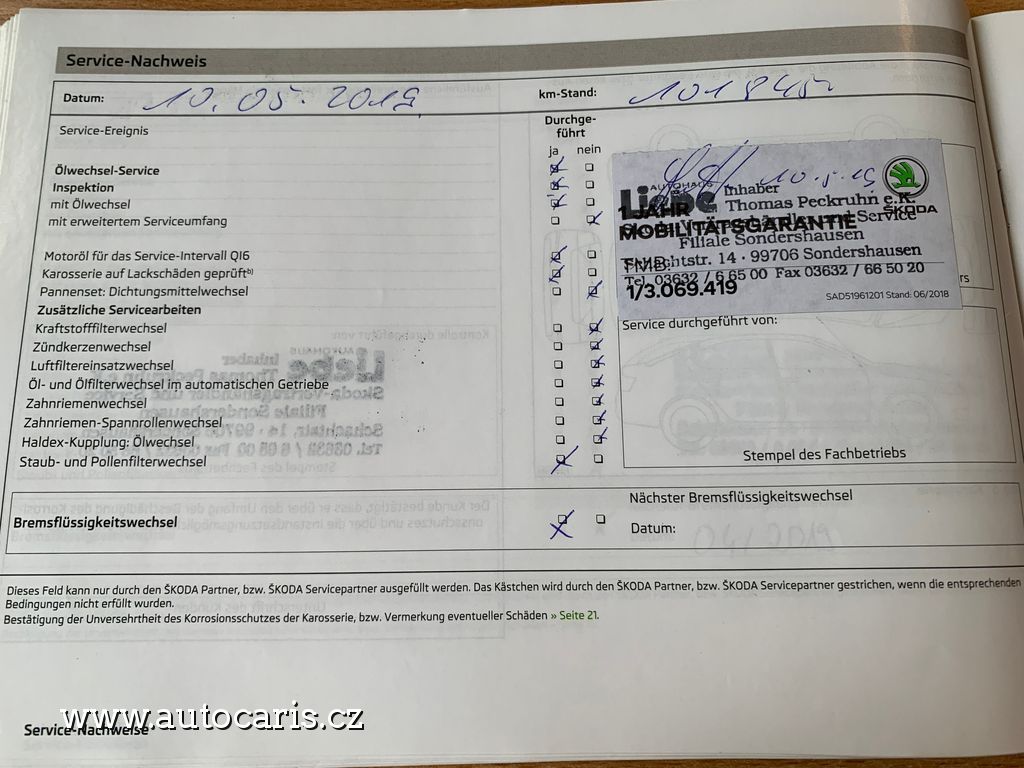 Service-Nachweis
Datum: 10.05.2019 km-Stand: 101845
Service-Ereignis
Durchge-
führt
ja nein
Ölwechsel-Service
Inspektion
mit Ölwechsel
mit erweitertem Serviceumfang
Motoröl für das Service-Intervall QI6
Karosserie auf Lackschäden geprüft b)
Pannenset: Dichtungsmittelwechsel
Zusätzliche Servicearbeiten
Kraftstofffilterwechsel
Zündkerzenwechsel
Luftfiltereinsatzwechsel
Öl- und Ölfilterwechsel im automatischen Getriebe
Zahnriemenwechsel
Zahnriemen-Spannrollenwechsel
Haldex-Kupplung: Ölwechsel
Staub- und Pollenfilterwechsel
10.5.19
AUTOHAUS
Liebe
Inhaber
Thomas Peckruhn e.K.
ŠKODA
1 JAHR
und Service
MOBILITÄTSGARANTIE
Filiale Sondershausen
Schachtstr. 14 · 99706 Sondershausen
TMB:
Tel. 03632 / 6 65 00 Fax 03632 / 66 50 20
1/3.069.419
SAD51961201 Stand: 06/2018
Service durchgeführt von:
Stempel des Fachbetriebs
Bremsflüssigkeitswechsel
Nächster Bremsflüssigkeitswechsel
Datum:
Dieses Feld kann nur durch den ŠKODA Partner, bzw. ŠKODA Servicepartner ausgefüllt werden. Das Kästchen wird durch den ŠKODA Partner, bzw. ŠKODA Servicepartner gestrichen, wenn die entsprechenden
Bedingungen nicht erfüllt wurden.
Bestätigung der Unversehrtheit des Korrosionsschutzes der Karosserie, bzw. Vermerkung eventueller Schäden » Seite 21.
Service-Nachweise
www.autocaris.cz